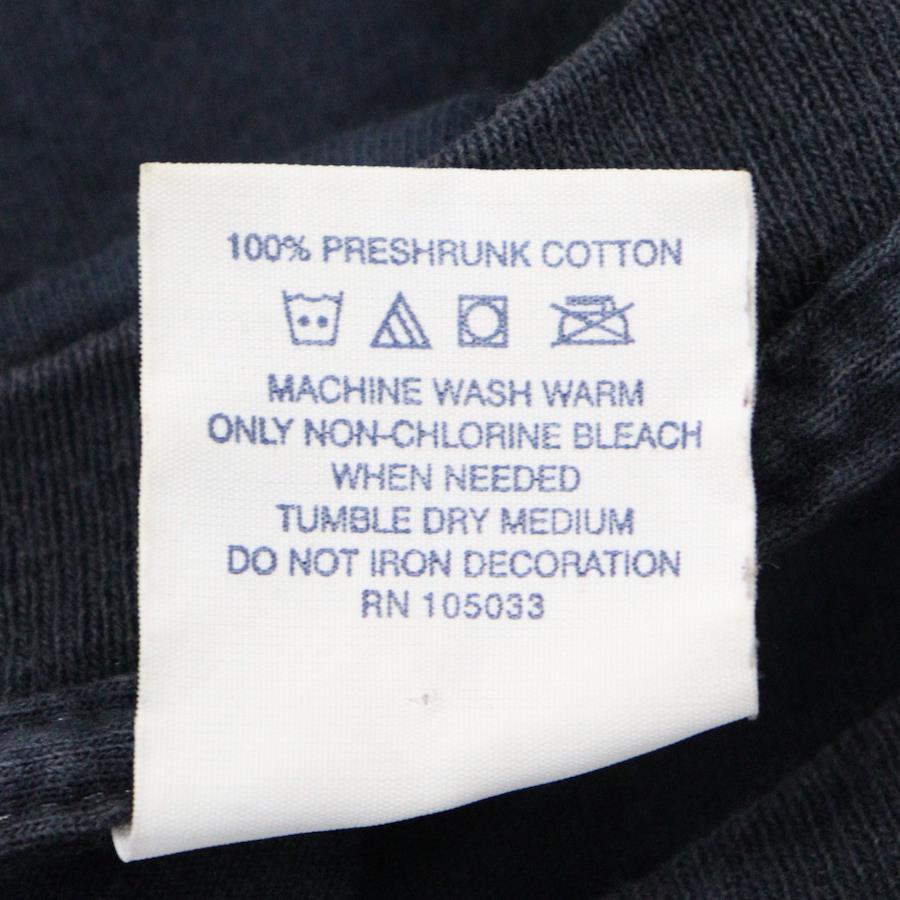 100% PRESHRUNK COTTON
MACHINE WASH WARM
ONLY NON-CHLORINE BLEACH
WHEN NEEDED
TUMBLE DRY MEDIUM
DO NOT IRON DECORATION
RN 105033